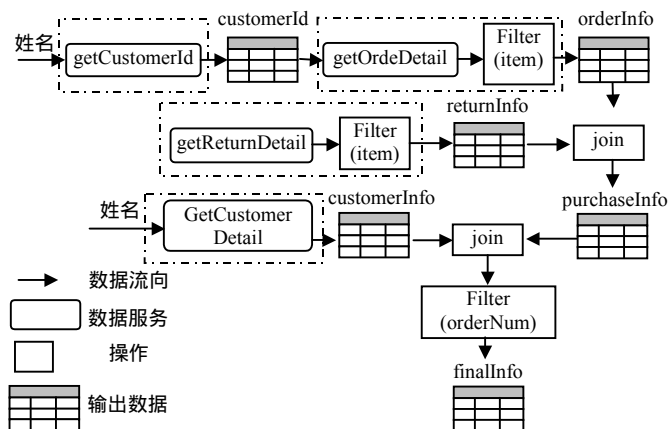 customerId
orderInfo
姓名
getCustomerId
getOrdeDetail
Filter
(item)
returnInfo
getReturnDetail
Filter
(item)
join
姓名
GetCustomer
Detail
customerInfo
join
purchaseInfo
数据流向
数据服务
操作
输出数据
Filter
(orderNum)
finalInfo